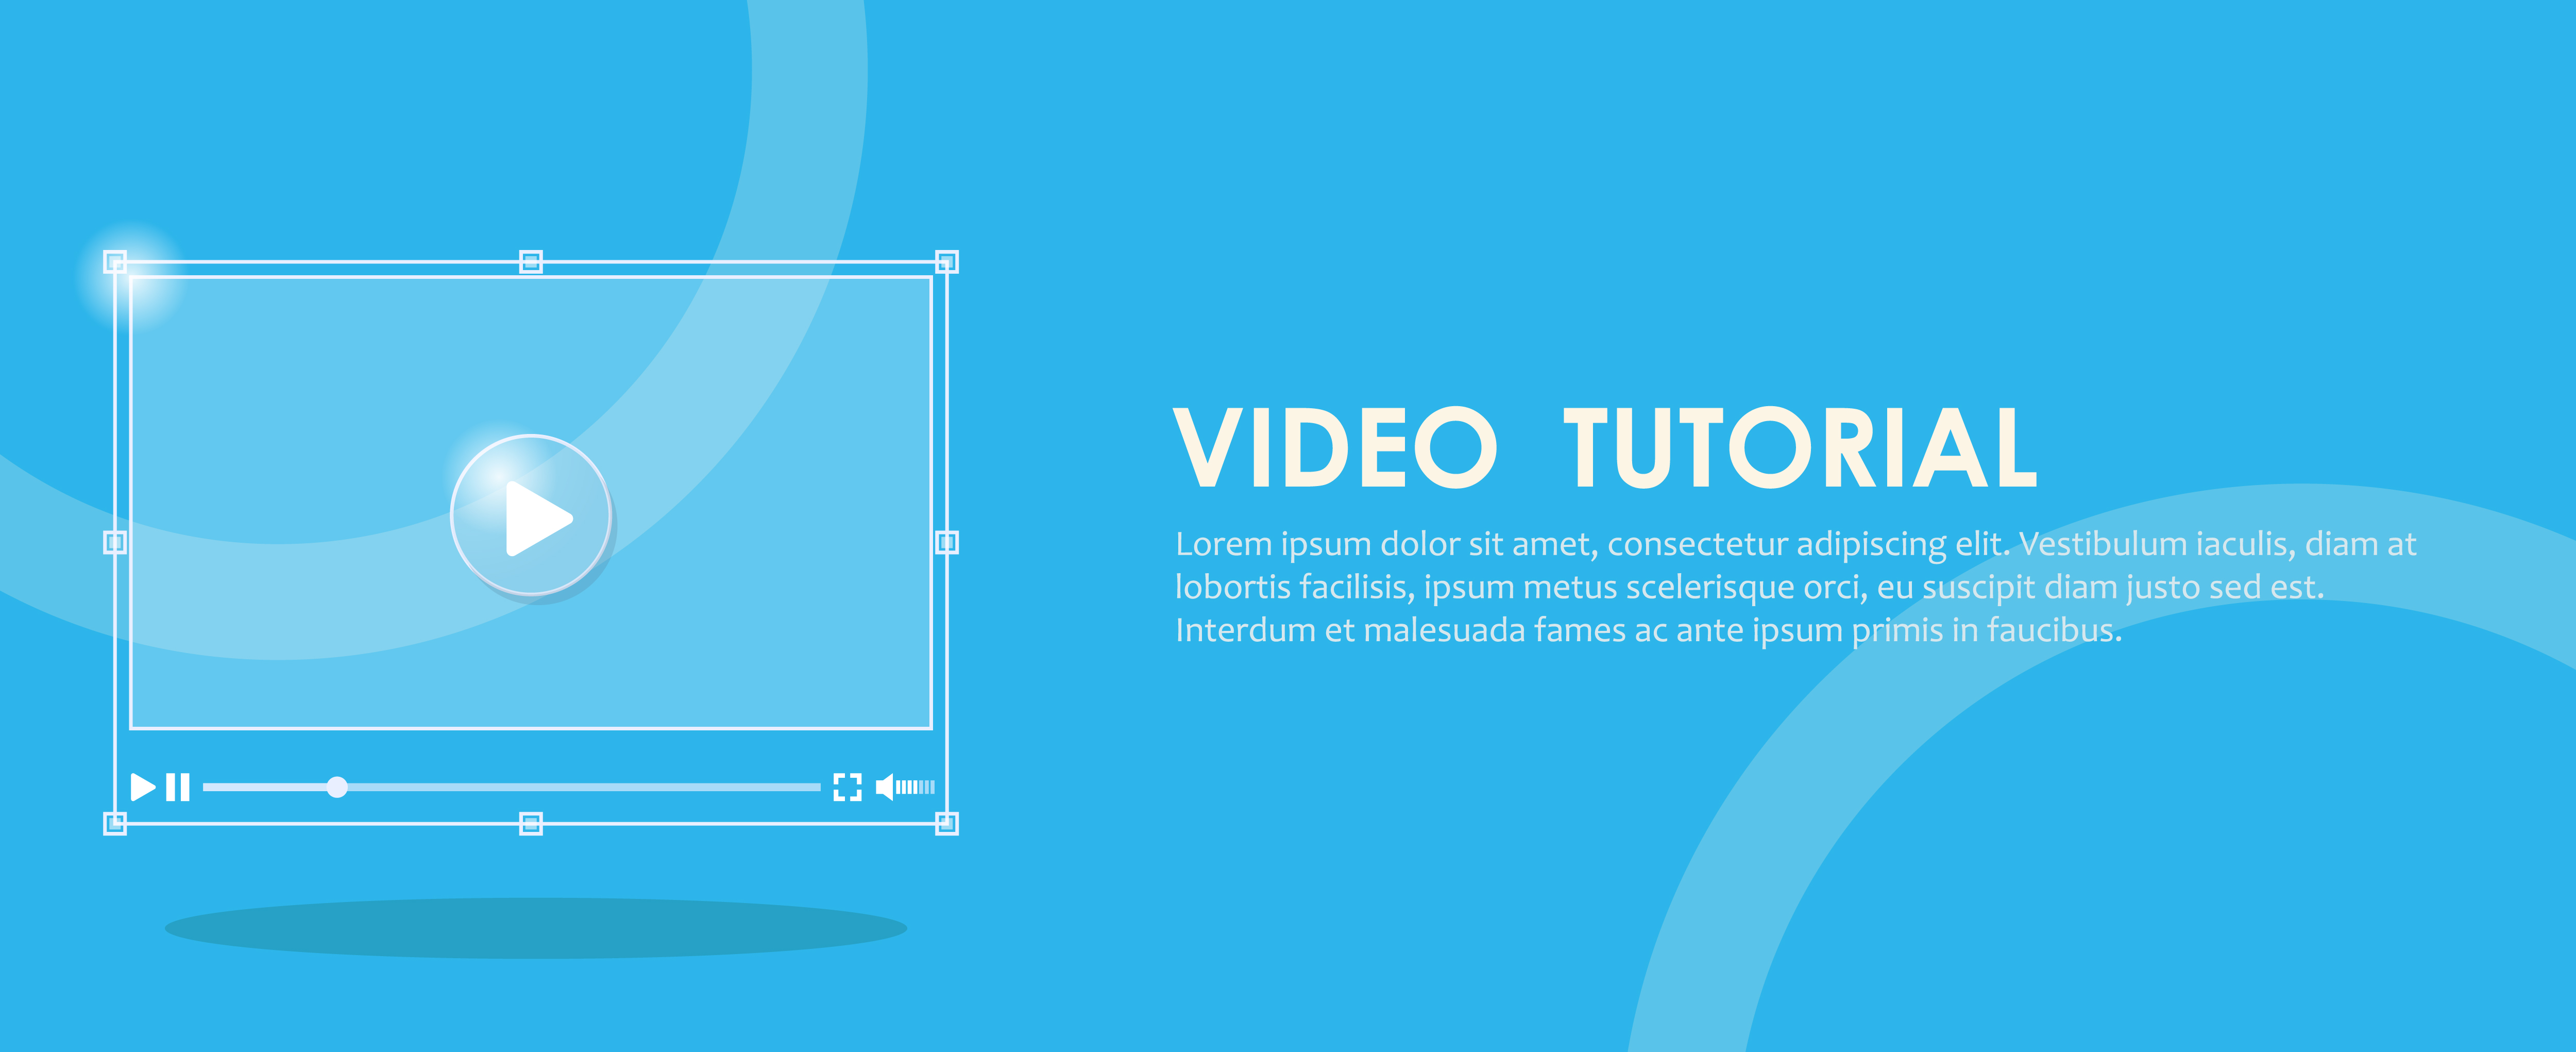 VIDEO TUTORIAL
Lorem ipsum dolor sit amet, consectetur adipiscing elit. Vestibulum iaculis, diam at
lobortis facilisis, ipsum metus scelerisque orci, eu suscipit diam justo sed est.
Interdum et malesuada fames ac ante ipsum primis in faucibus.